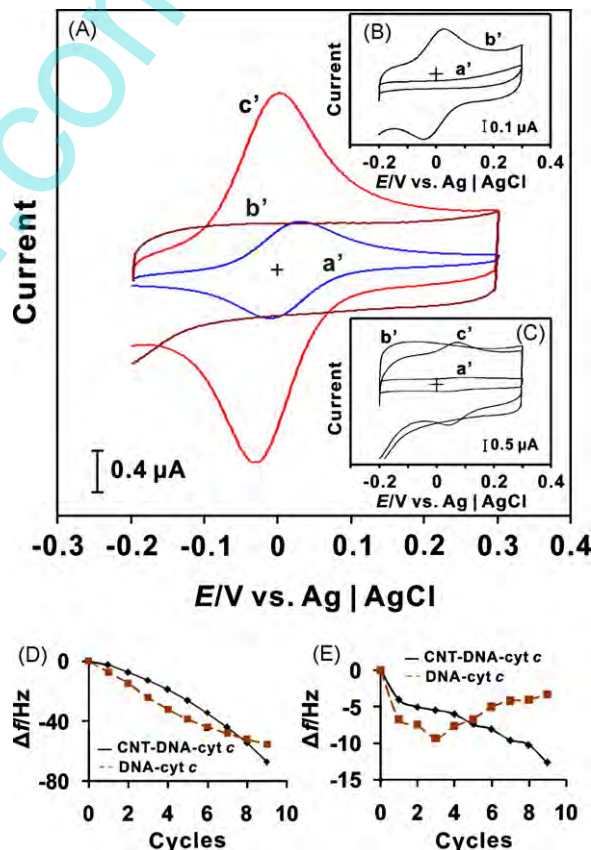 (A)
c’
b’
a’
Current
0.4 µA
-0.3 -0.2 -0.1 0 0.1 0.2 0.3 0.4
E/V vs. Ag | AgCl
(B)
b’
a’
Current
0.1 µA
-0.2 0 0.2 0.4
E/V vs. Ag | AgCl
(C)
b’ c’
a’
Current
0.5 µA
-0.2 0 0.2 0.4
E/V vs. Ag | AgCl
(D)
0
-40
-80
Δf/Hz
CNT-DNA-cyt c
DNA-cyt c
0 2 4 6 8 10
Cycles
(E)
0
-5
-10
-15
Δf/Hz
CNT-DNA-cyt c
DNA-cyt c
0 2 4 6 8 10
Cycles
.com